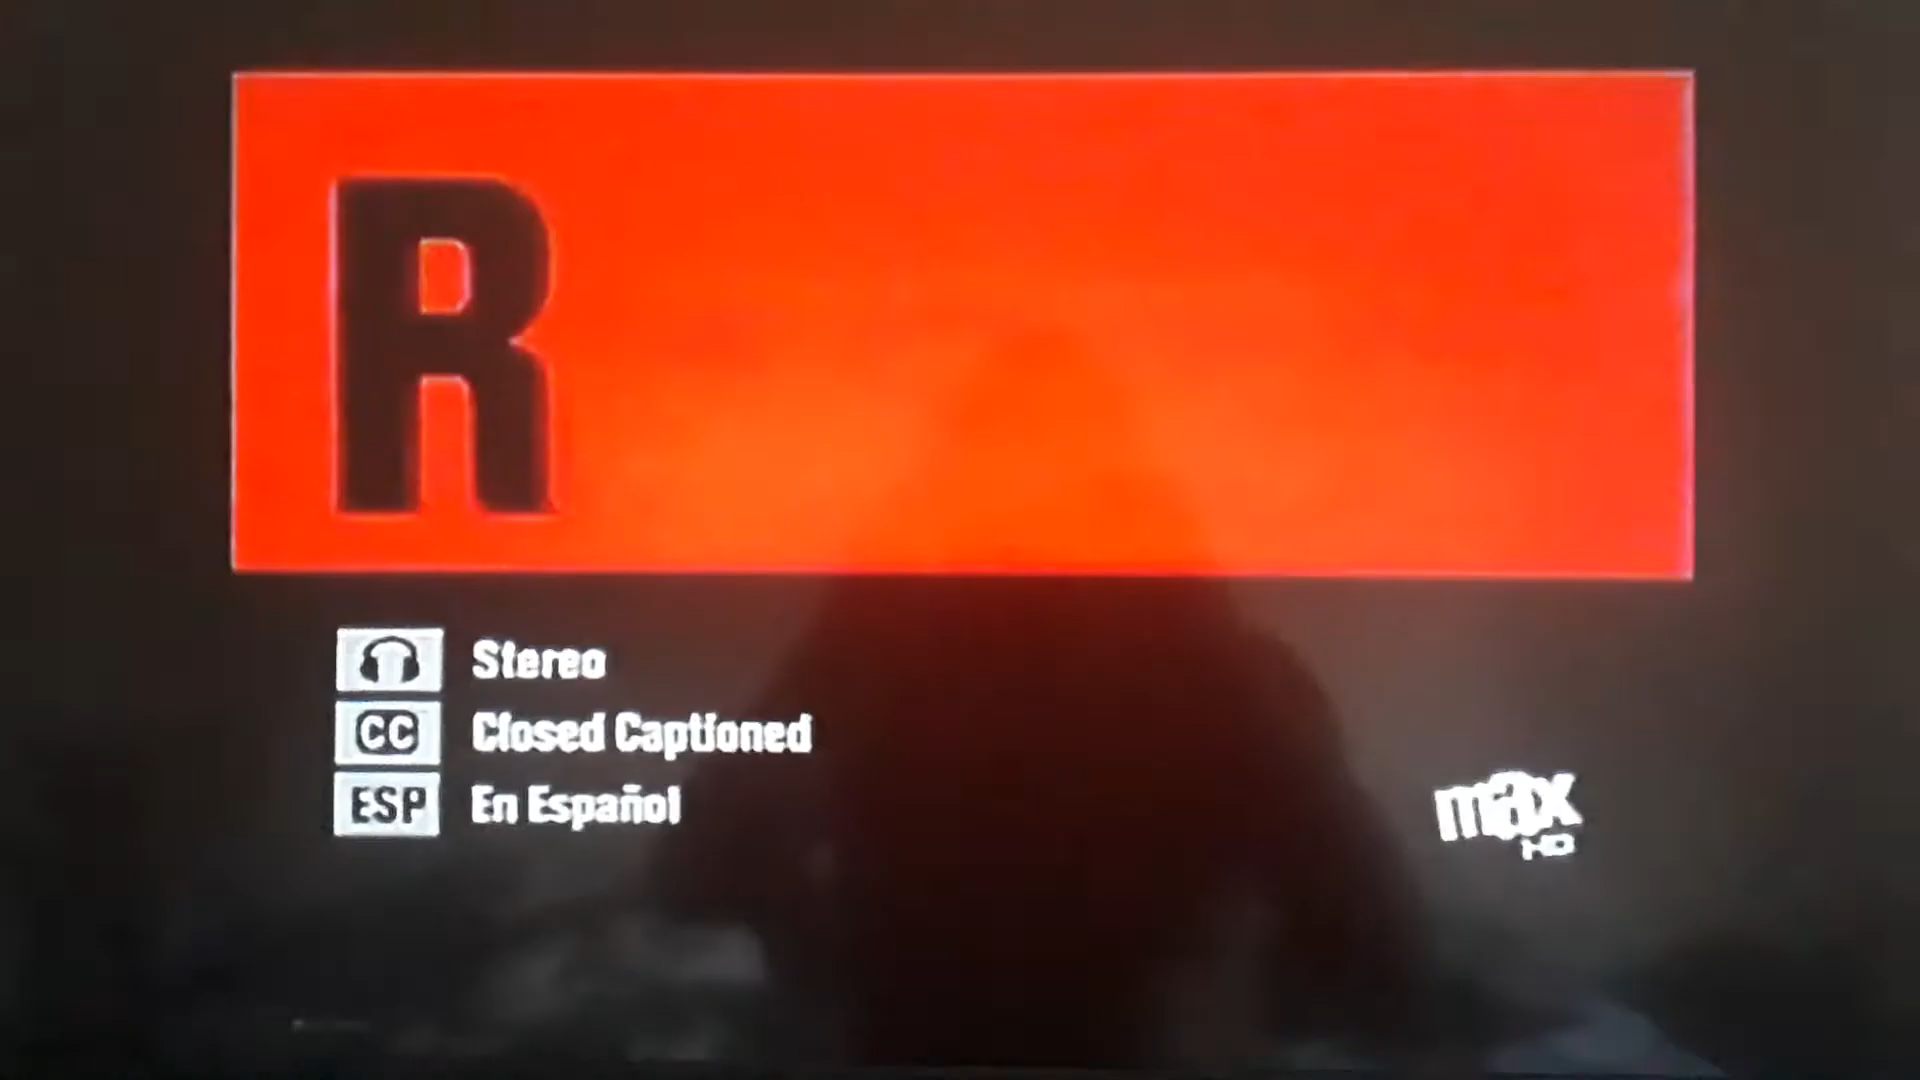 R
Stereo
CC Closed Captioned
ESP En Español
max
HD